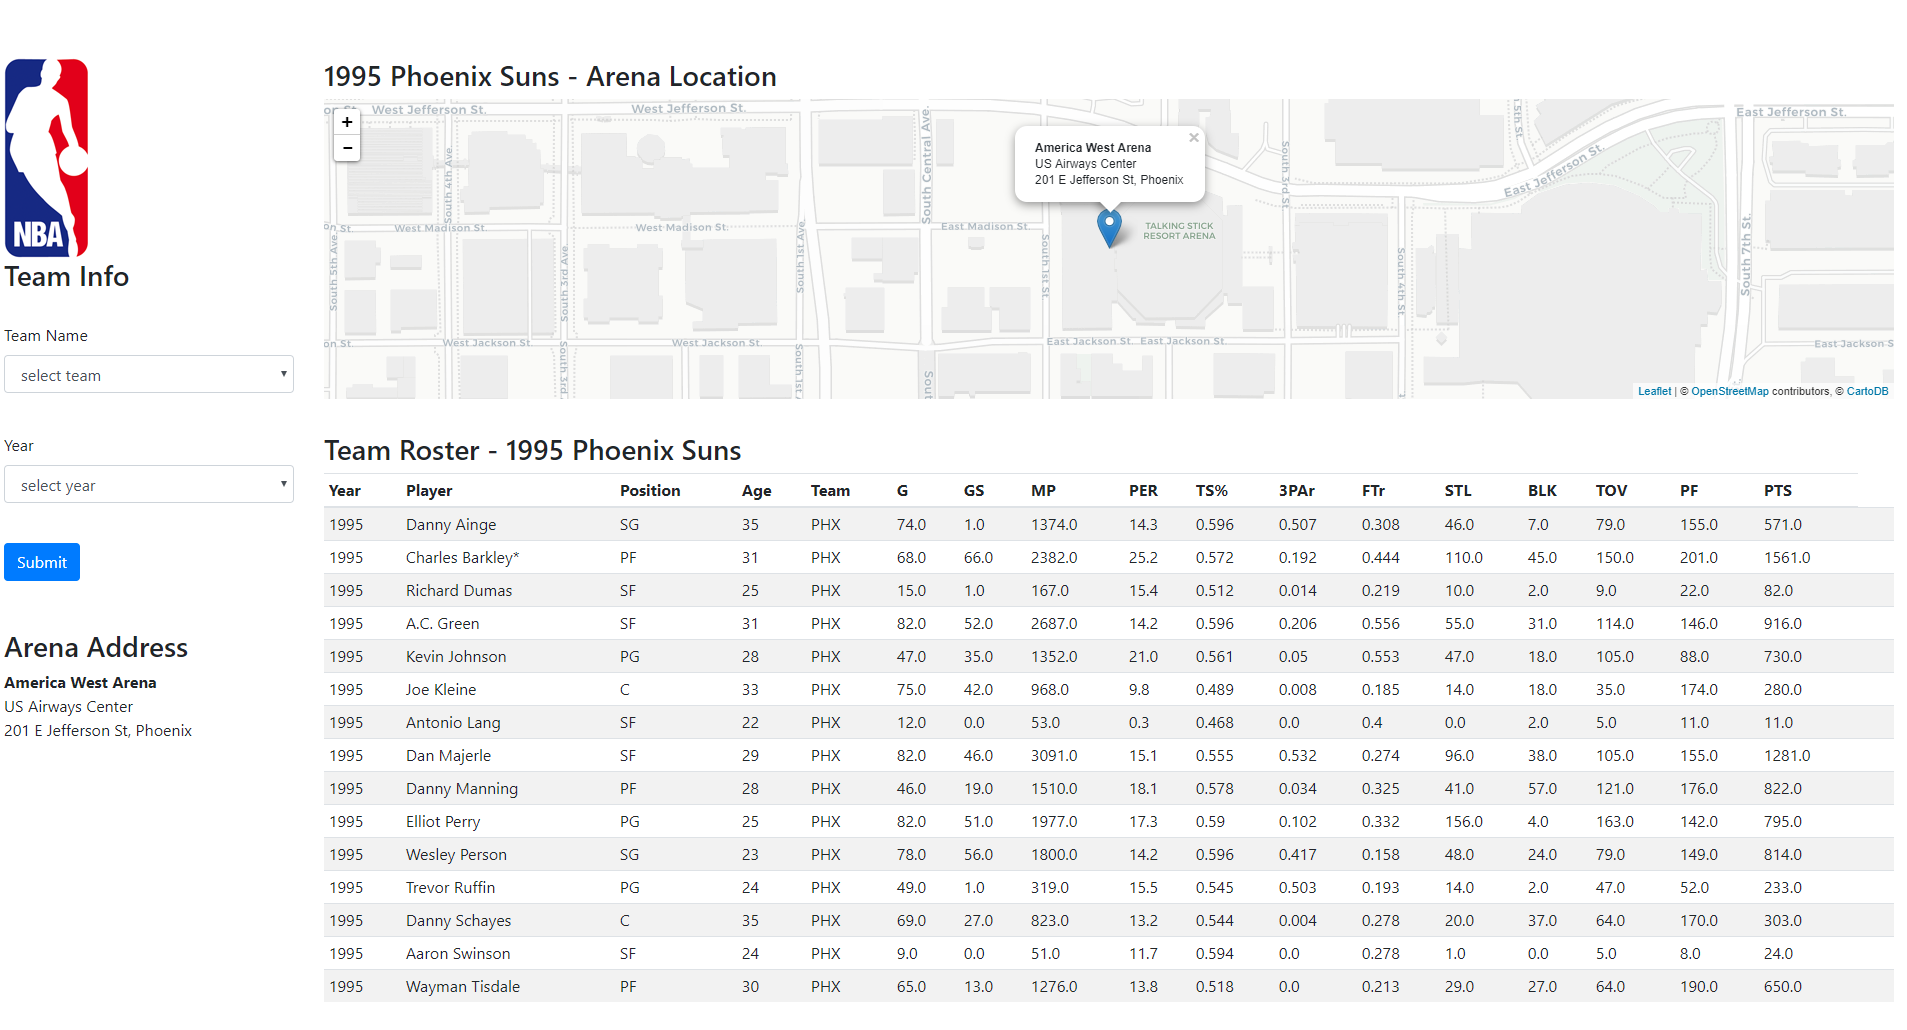 NBA
Team Info
Team Name
select team
Year
select year
Submit
Arena Address
America West Arena
US Airways Center
201 E Jefferson St, Phoenix
1995 Phoenix Suns - Arena Location
+
−
West Jefferson St.
West Jefferson St.
East Jefferson St.
East Jefferson St.
America West Arena
US Airways Center
201 E Jefferson St, Phoenix
×
TALKING STICK
RESORT ARENA
South 5th Ave.
South 4th Ave
South 3rd Ave
South 1st Ave
South Central Ave.
South 1st St
South 3rd St.
South 4th St
South 7th St.
West Madison St.
West Madison St.
East Madison St.
West Jackson St
West Jackson St.
East Jackson St.
East Jackson St.
East Jackson S
Leaflet | © OpenStreetMap contributors, © CartoDB
Team Roster - 1995 Phoenix Suns
Year Player Position Age Team G GS MP PER TS% 3PAr FTr STL BLK TOV PF PTS
1995 Danny Ainge SG 35 PHX 74.0 1.0 1374.0 14.3 0.596 0.507 0.308 46.0 7.0 79.0 155.0 571.0
1995 Charles Barkley* PF 31 PHX 68.0 66.0 2382.0 25.2 0.572 0.192 0.444 110.0 45.0 150.0 201.0 1561.0
1995 Richard Dumas SF 25 PHX 15.0 1.0 167.0 15.4 0.512 0.014 0.219 10.0 2.0 9.0 22.0 82.0
1995 A.C. Green SF 31 PHX 82.0 52.0 2687.0 14.2 0.596 0.206 0.556 55.0 31.0 114.0 146.0 916.0
1995 Kevin Johnson PG 28 PHX 47.0 35.0 1352.0 21.0 0.561 0.05 0.553 47.0 18.0 105.0 88.0 730.0
1995 Joe Kleine C 33 PHX 75.0 42.0 968.0 9.8 0.489 0.008 0.185 14.0 18.0 35.0 174.0 280.0
1995 Antonio Lang SF 22 PHX 12.0 0.0 53.0 0.3 0.468 0.0 0.4 0.0 2.0 5.0 11.0 11.0
1995 Dan Majerle SF 29 PHX 82.0 46.0 3091.0 15.1 0.555 0.532 0.274 96.0 38.0 105.0 155.0 1281.0
1995 Danny Manning PF 28 PHX 46.0 19.0 1510.0 18.1 0.578 0.034 0.325 41.0 57.0 121.0 176.0 822.0
1995 Elliot Perry PG 25 PHX 82.0 51.0 1977.0 17.3 0.59 0.102 0.332 156.0 4.0 163.0 142.0 795.0
1995 Wesley Person SG 23 PHX 78.0 56.0 1800.0 14.2 0.596 0.417 0.158 48.0 24.0 79.0 149.0 814.0
1995 Trevor Ruffin PG 24 PHX 49.0 1.0 319.0 15.5 0.545 0.503 0.193 14.0 2.0 47.0 52.0 233.0
1995 Danny Schayes C 35 PHX 69.0 27.0 823.0 13.2 0.544 0.004 0.278 20.0 37.0 64.0 170.0 303.0
1995 Aaron Swinson SF 24 PHX 9.0 0.0 51.0 11.7 0.594 0.0 0.278 1.0 0.0 5.0 8.0 24.0
1995 Wayman Tisdale PF 30 PHX 65.0 13.0 1276.0 13.8 0.518 0.0 0.213 29.0 27.0 64.0 190.0 650.0